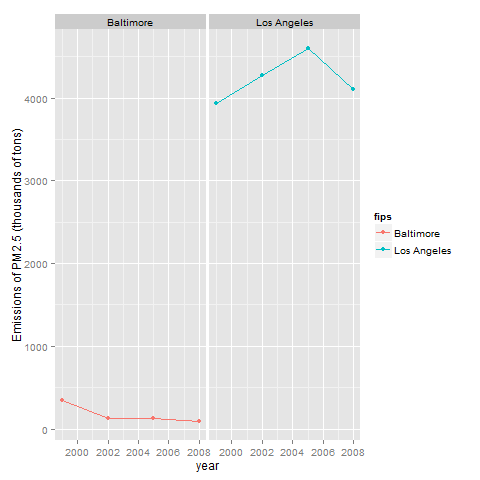 Baltimore Los Angeles
Emissions of PM2.5 (thousands of tons)
4000
3000
2000
1000
0
2000 2002 2004 2006 2008 2000 2002 2004 2006 2008
year
fips
Baltimore
Los Angeles